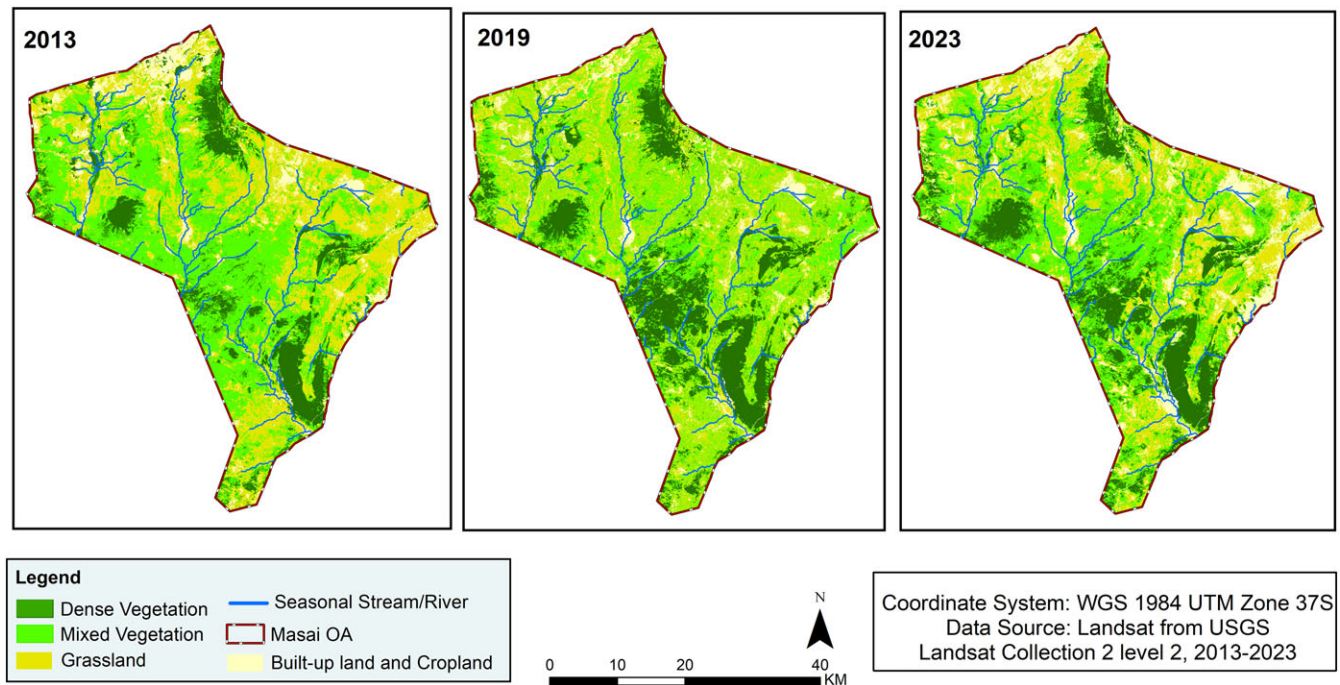 2013
2019
2023
Legend
Dense Vegetation
Mixed Vegetation
Grassland
Seasonal Stream/River
Masai OA
Built-up land and Cropland
N
0 10 20 40
KM
Coordinate System: WGS 1984 UTM Zone 37S
Data Source: Landsat from USGS
Landsat Collection 2 level 2, 2013-2023